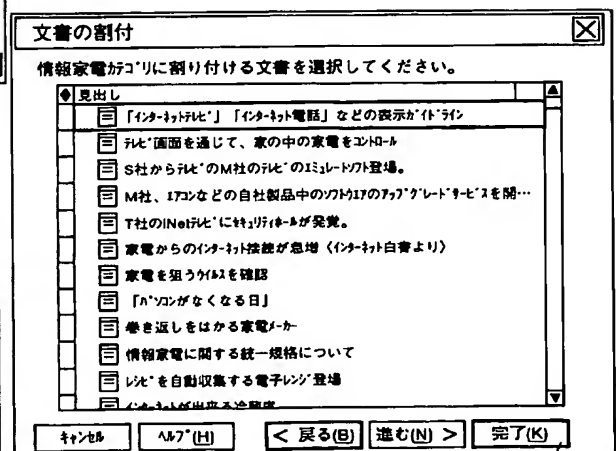 文書の割付
情報家電ｶﾃｺﾞﾘに割り付ける文書を選択してください。
見出し
「ｲﾝﾀｰﾈｯﾄﾃﾚﾋﾞ」「ｲﾝﾀｰﾈｯﾄ電話」などの表示ｶﾞｲﾄﾞﾗｲﾝ
ﾃﾚﾋﾞ画面を通じて、家の中の家電をｺﾝﾄﾛｰﾙ
S社からﾃﾚﾋﾞのM社のﾃﾚﾋﾞのｴﾐｭﾚｰﾄｿﾌﾄ登場。
M社、ｴｱｺﾝなどの自社製品中のｿﾌﾄｳｴｱのｱｯﾌﾟｸﾞﾚｰﾄﾞｻｰﾋﾞｽを開…
T社のINetﾃﾚﾋﾞにｾｷｭﾘﾃｨﾎｰﾙが発覚。
家電からのｲﾝﾀｰﾈｯﾄ接続が急増〈ｲﾝﾀｰﾈｯﾄ白書より〉
家電を狙うｳｲﾙｽを確認
「ﾊﾟｿｺﾝがなくなる日」
巻き返しをはかる家電ﾒｰｶｰ
情報家電に関する統一規格について
ﾚｼﾋﾟを自動収集する電子ﾚﾝｼﾞ登場
ｲﾝﾀｰﾈｯﾄが出来る冷蔵庫
ｷｬﾝｾﾙ ﾍﾙﾌﾟ(H) < 戻る(B) 進む(N) > 完了(K)